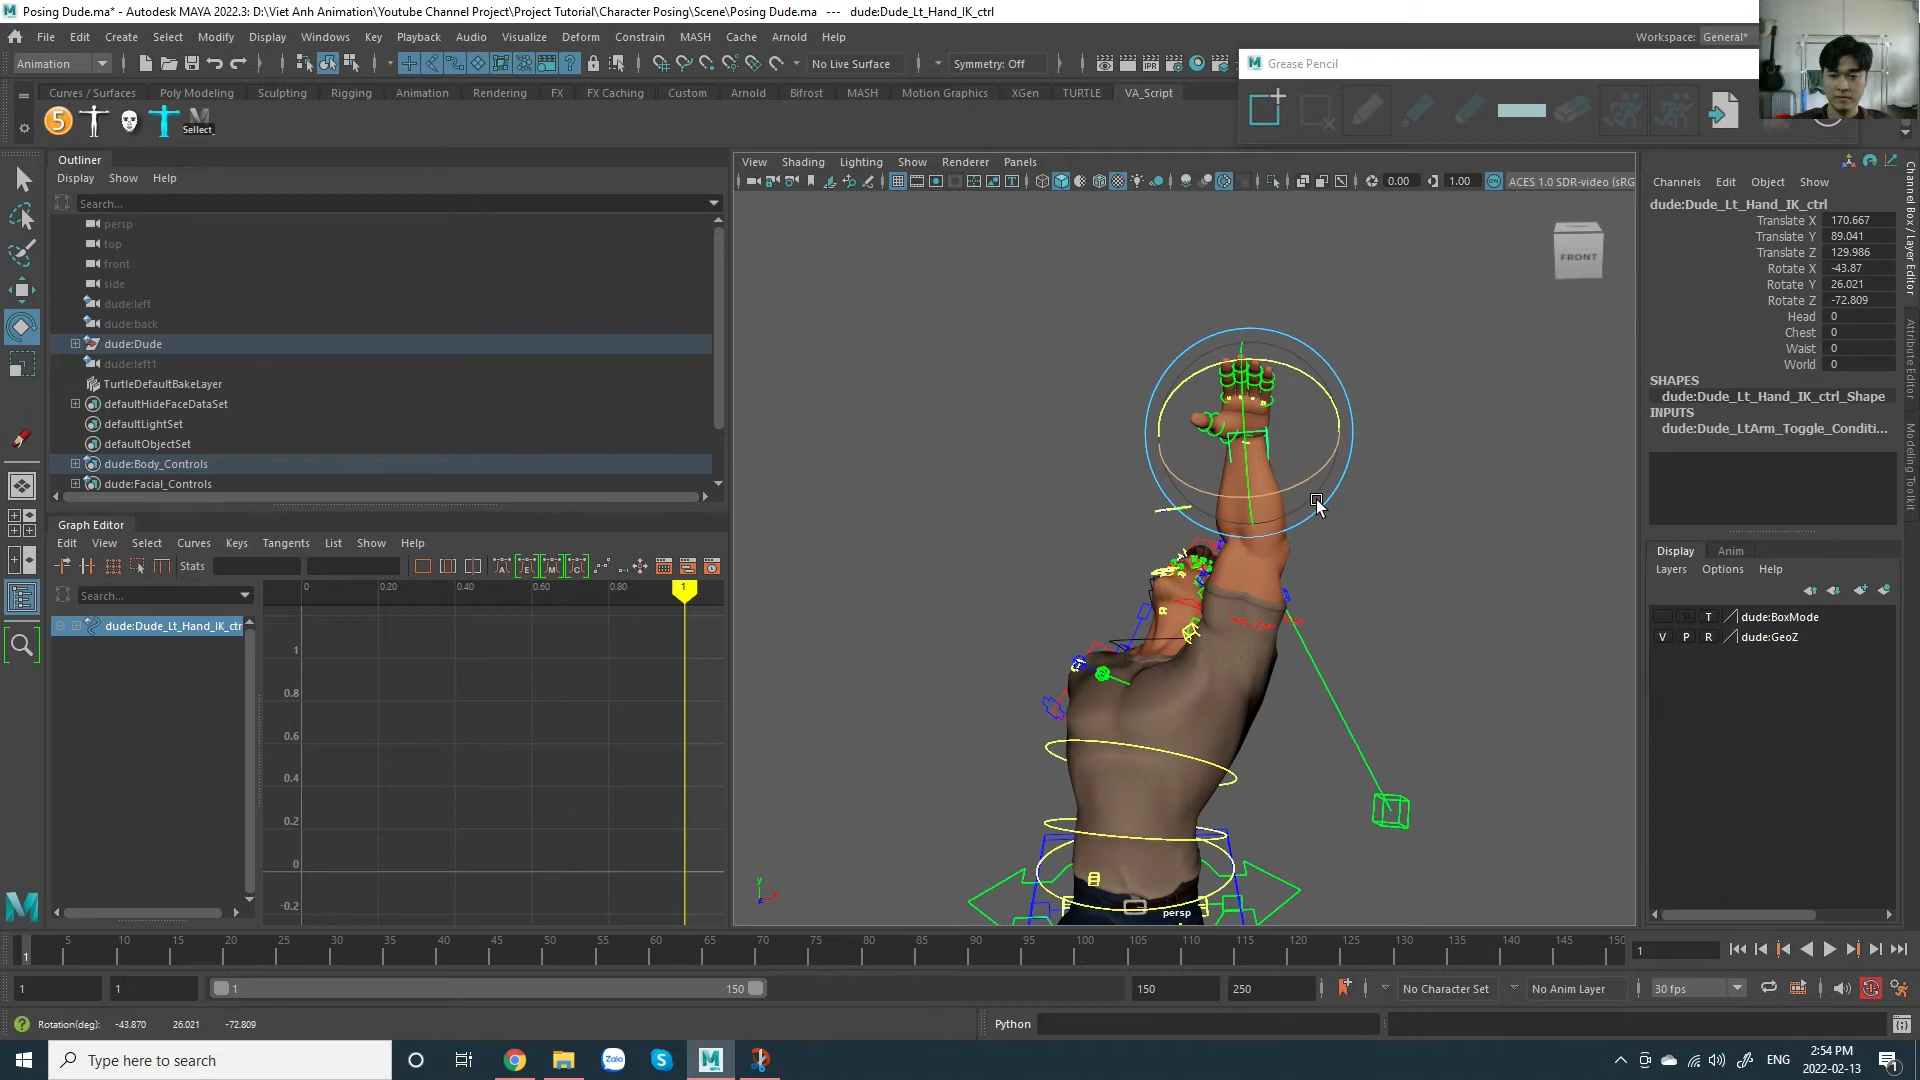 Posing Dude.ma* - Autodesk MAYA 2022.3: D:\Viet Anh Animation\Youtube Channel Project\Project Tutorial\Character Posing\Scene\Posing Dude.ma   ---   dude:Dude_Lt_Hand_IK_ctrl
File Edit Create Select Modify Display Windows Key Playback Audio Visualize Deform Constrain MASH Cache Arnold Help
Workspace: General*
Animation
No Live Surface
Symmetry: Off
Grease Pencil
Curves / Surfaces Poly Modeling Sculpting Rigging Animation Rendering FX FX Caching Custom Arnold Bifrost MASH Motion Graphics XGen TURTLE VA_Script
5
Sellect_
Outliner
Display Show Help
Search...
persp
top
front
side
dude:left
dude:back
dude:Dude
dude:left1
TurtleDefaultBakeLayer
defaultHideFaceDataSet
defaultLightSet
defaultObjectSet
dude:Body_Controls
dude:Facial_Controls
Graph Editor
Edit View Select Curves Keys Tangents List Show Help
Stats
Search...
dude:Dude_Lt_Hand_IK_ctr
0 0.20 0.40 0.60 0.80 1
1
0.8
0.6
0.4
0.2
0
-0.2
View Shading Lighting Show Renderer Panels
0.00 1.00 ACES 1.0 SDR-video (sRG
FRONT
persp
y
Channels Edit Object Show
dude:Dude_Lt_Hand_IK_ctrl
Translate X 170.667
Translate Y 89.041
Translate Z 129.986
Rotate X -43.87
Rotate Y 26.021
Rotate Z -72.809
Head 0
Chest 0
Waist 0
World 0
SHAPES
dude:Dude_Lt_Hand_IK_ctrl_Shape
INPUTS
dude:Dude_LtArm_Toggle_Conditi...
Display Anim
Layers Options Help
P T dude:BoxMode
V P R dude:GeoZ
Channel Box / Layer Editor
Attribute Editor
Modeling Toolkit
1 5 10 15 20 25 30 35 40 45 50 55 60 65 70 75 80 85 90 95 100 105 110 115 120 125 130 135 140 145 150
1
1 1 1 150 150 250 No Character Set No Anim Layer 30 fps
Rotation(deg): -43.870 26.021 -72.809
Python
Type here to search
ENG
2:54 PM
2022-02-13
1